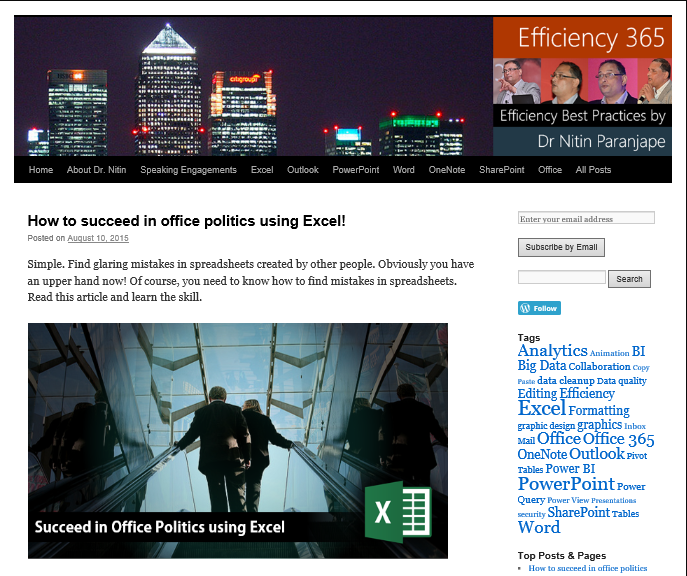 Efficiency 365
HSBC
citigroup
Efficiency Best Practices by
Dr Nitin Paranjape
Home About Dr. Nitin Speaking Engagements Excel Outlook PowerPoint Word OneNote SharePoint Office All Posts
How to succeed in office politics using Excel!
Posted on August 10, 2015
Simple. Find glaring mistakes in spreadsheets created by other people. Obviously you have
an upper hand now! Of course, you need to know how to find mistakes in spreadsheets.
Read this article and learn the skill.
Succeed in Office Politics using Excel
X
Enter your email address
Subscribe by Email
Search
Follow
Tags
Analytics Animation BI
Big Data Collaboration Copy
Paste data cleanup Data quality
Editing Efficiency
Excel Formatting
graphic design graphics Inbox
Mail Office Office 365
OneNote Outlook Pivot
Tables Power BI
PowerPoint Power
Query Power View Presentations
security SharePoint Tables
Word
Top Posts & Pages
How to succeed in office politics